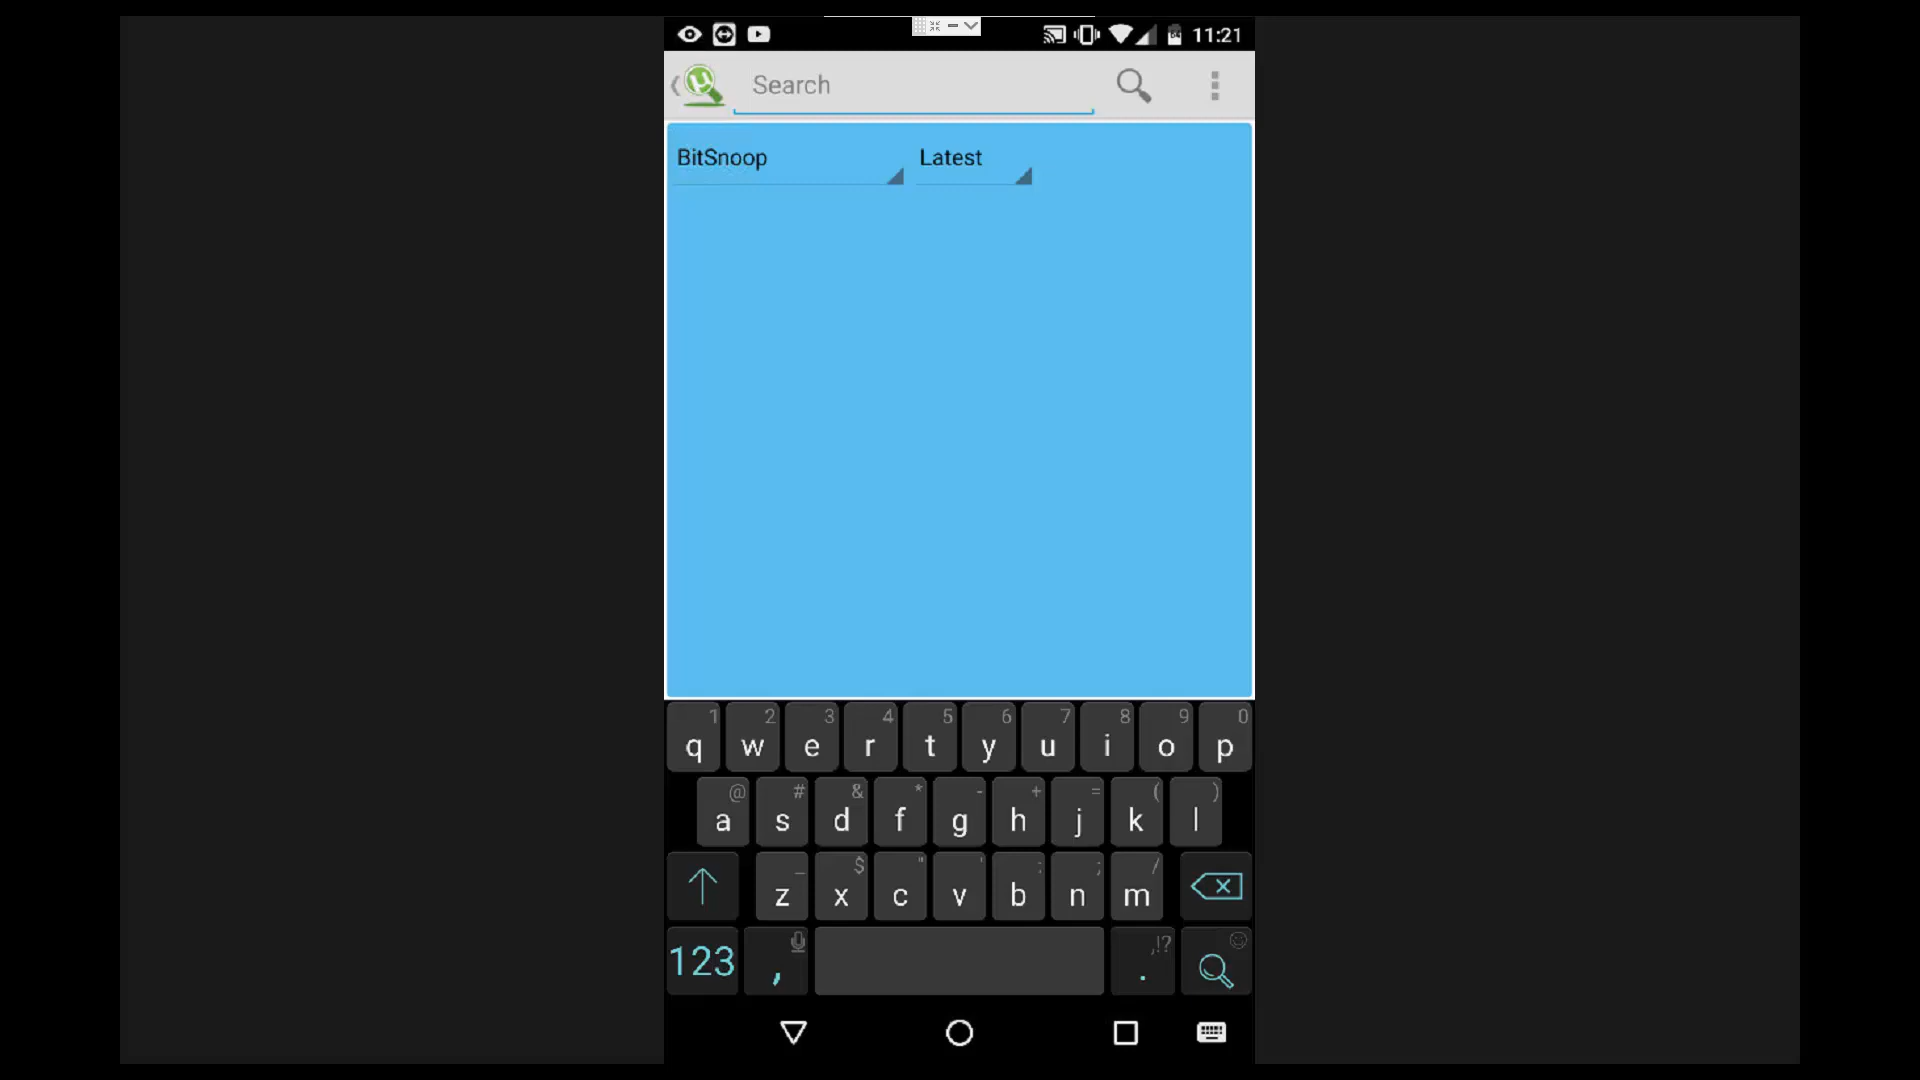 11:21
Search
BitSnoop Latest
1 2 3 4 5 6 7 8 9 0
q w e r t y u i o p
@ # & * - + = ( )
a s d f g h j k l
_ $ " ' : ; /
z x c v b n m
,!?
123 , .